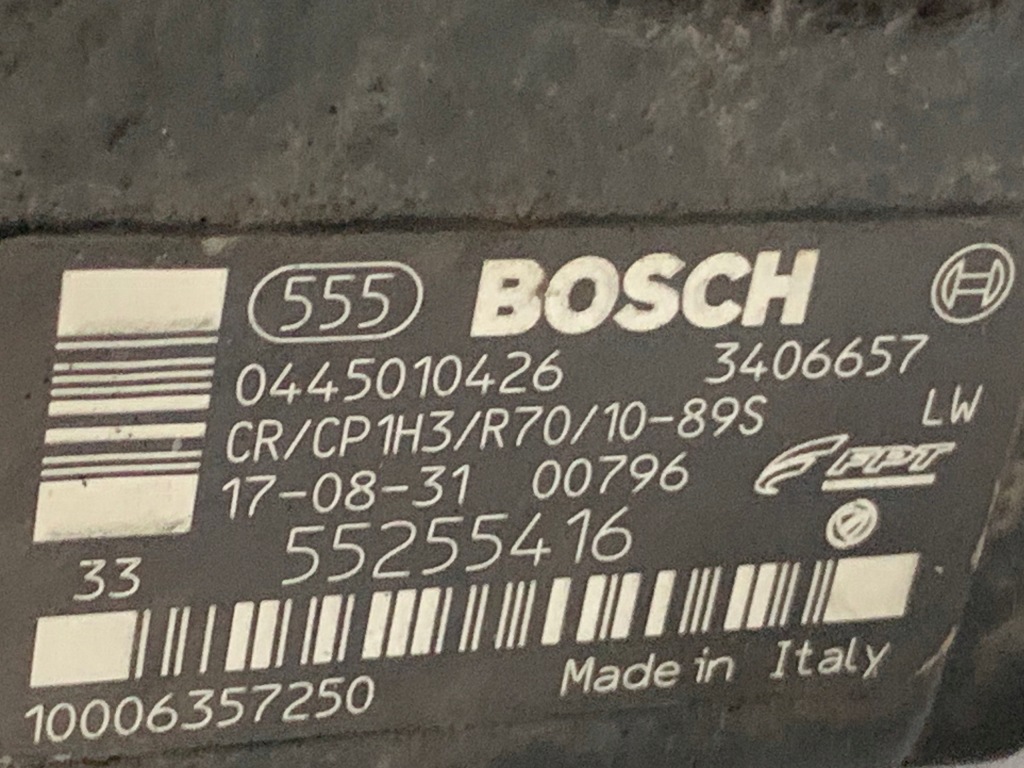 555 BOSCH
0445010426 3406657
CR/CP1H3/R70/10-89S LW
17-08-31 00796 FPT
55255416
33
10006357250 Made in Italy